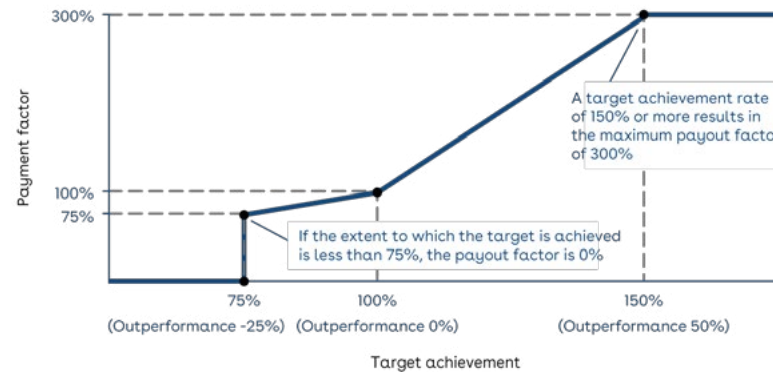 300%
Payment factor
A target achievement rate
of 150% or more results in
the maximum payout facto
of 300%
100%
75%
If the extent to which the target is achieved
is less than 75%, the payout factor is 0%
75%
100%
150%
(Outperformance -25%)
(Outperformance 0%)
(Outperformance 50%)
Target achievement